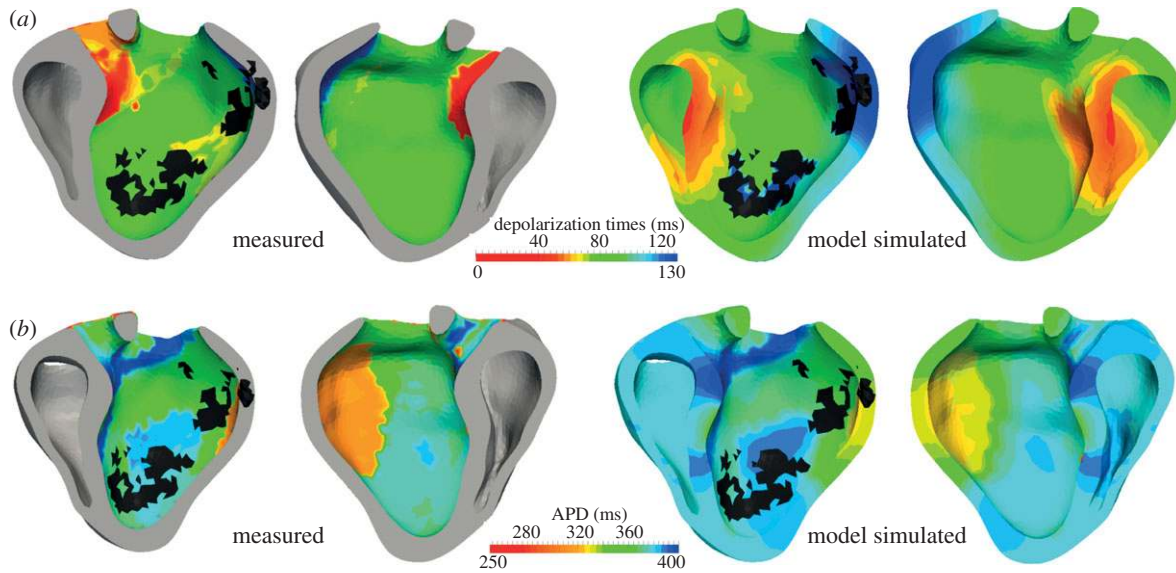 (a)
depolarization times (ms)
measured
40 80 120
model simulated
0 130
(b)
APD (ms)
measured
280 320 360 400
model simulated
250